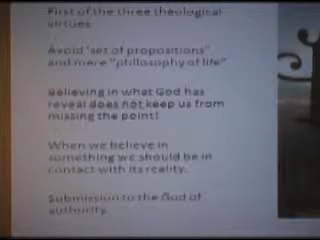 First of the three theological
virtues
Avoid 'set of propositions"
and mere "philosophy of life"
Believing in what God has
reveal does not keep us from
missing the point!
When we believe in
something we should be in
contact with its reality.
Submission to the God of
authority.